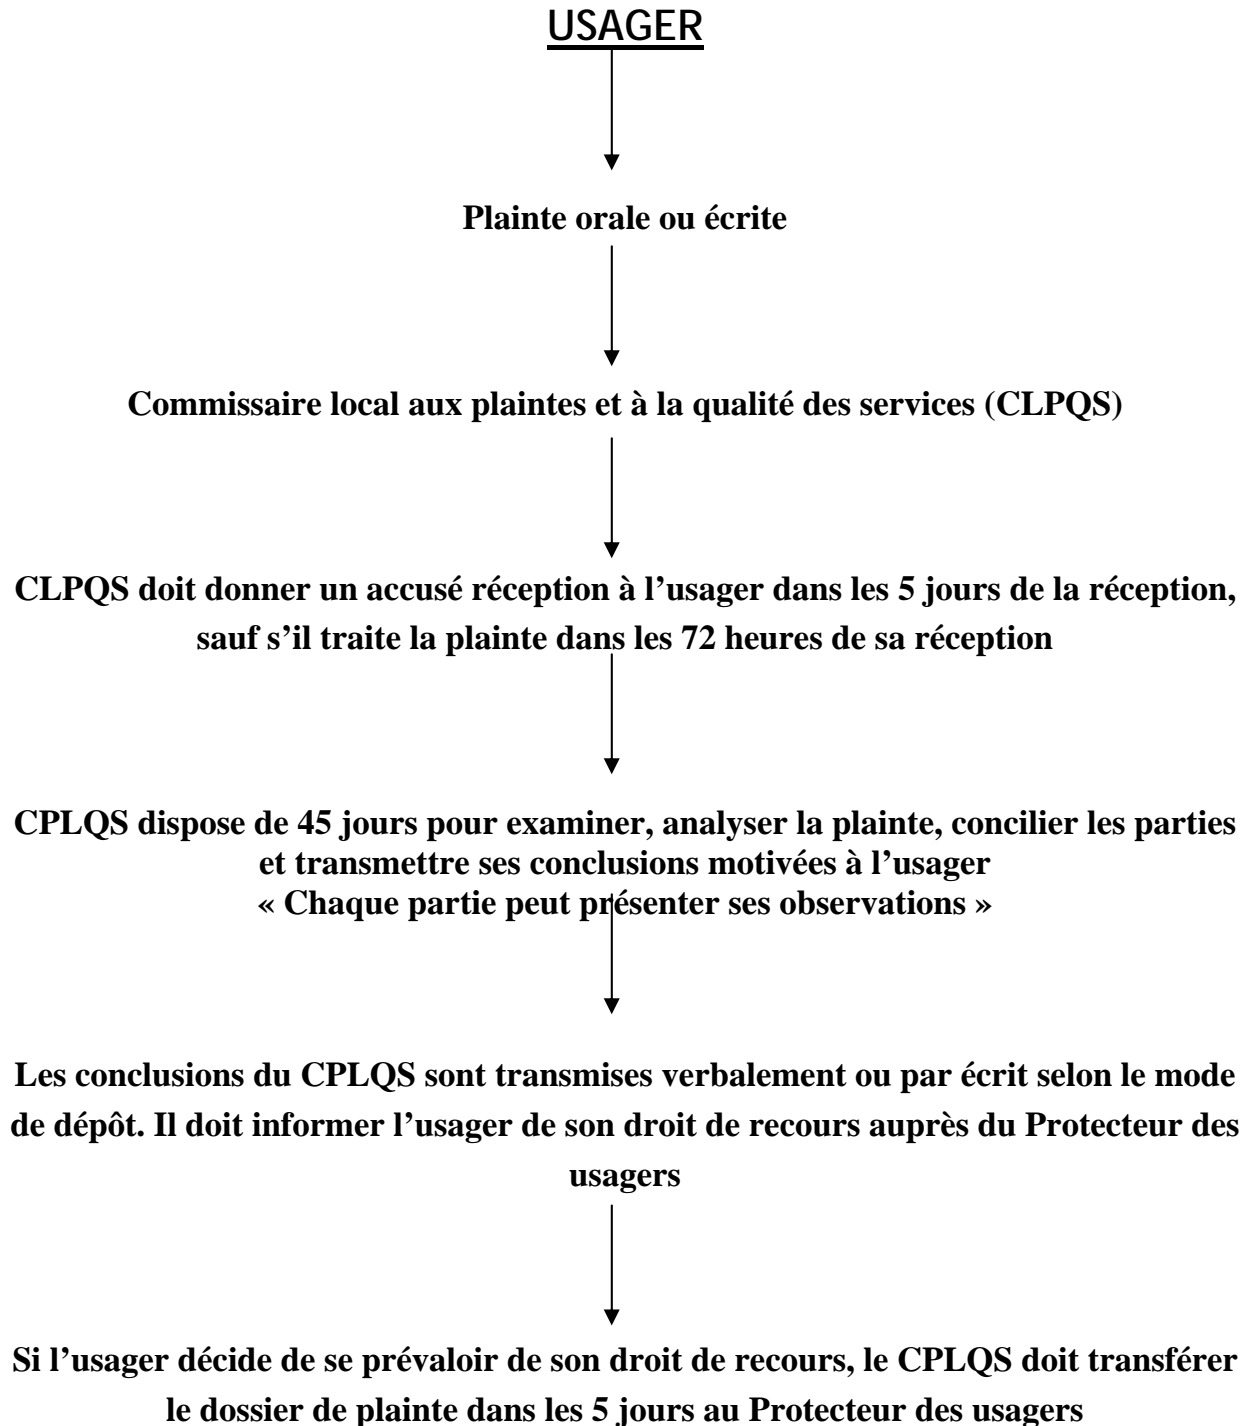 USAGER
Plainte orale ou écrite
Commissaire local aux plaintes et à la qualité des services (CLPQS)
CLPQS doit donner un accusé réception à l’usager dans les 5 jours de la réception,
sauf s’il traite la plainte dans les 72 heures de sa réception
CPLQS dispose de 45 jours pour examiner, analyser la plainte, concilier les parties
et transmettre ses conclusions motivées à l’usager
« Chaque partie peut présenter ses observations »
Les conclusions du CPLQS sont transmises verbalement ou par écrit selon le mode
de dépôt. Il doit informer l’usager de son droit de recours auprès du Protecteur des
usagers
Si l’usager décide de se prévaloir de son droit de recours, le CPLQS doit transférer
le dossier de plainte dans les 5 jours au Protecteur des usagers